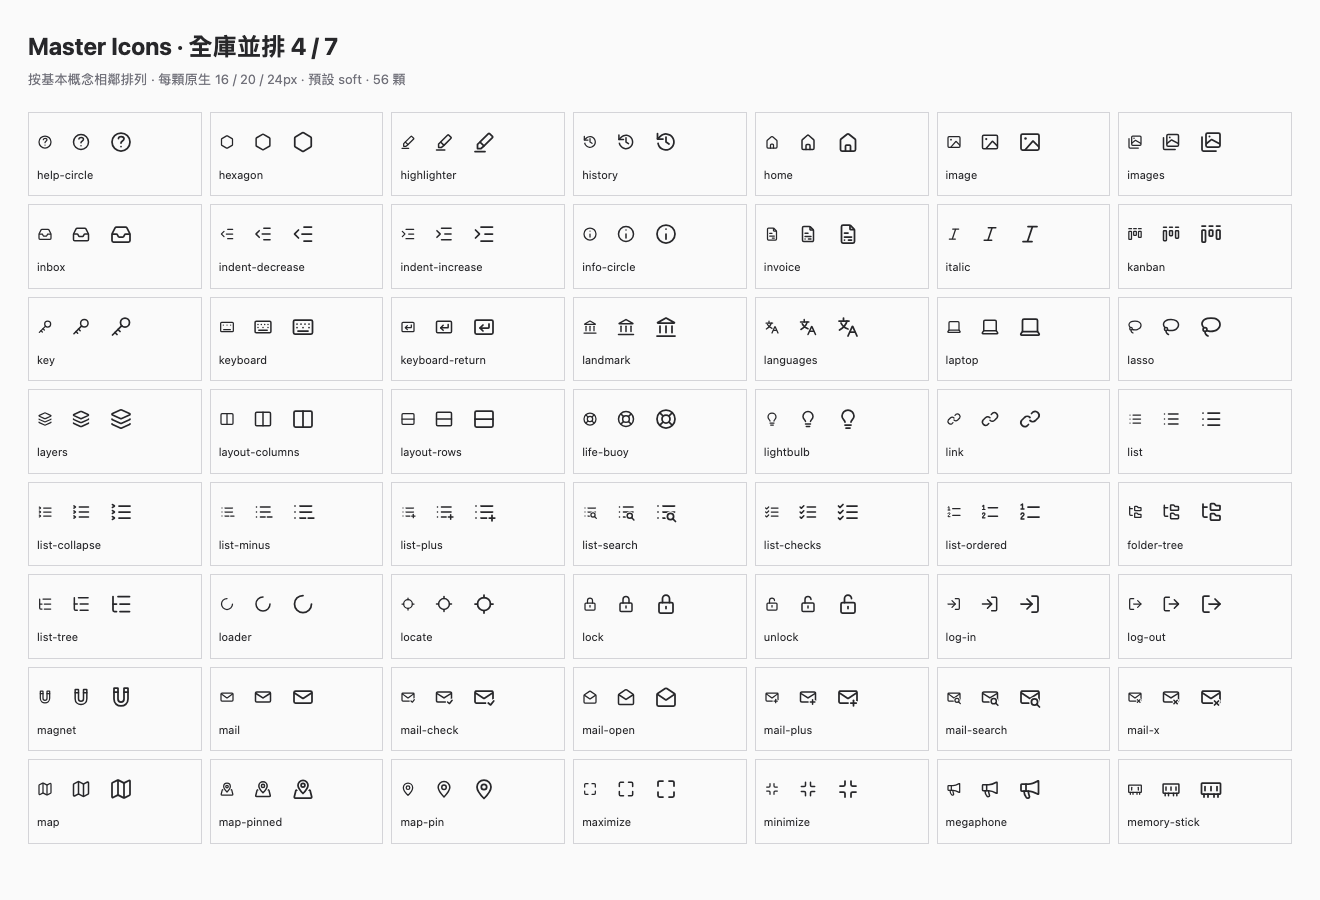 Master Icons · 全庫並排 4 / 7
按基本概念相鄰排列 · 每顆原生 16 / 20 / 24px · 預設 soft · 56 顆
help-circle
hexagon
highlighter
history
home
image
images
inbox
indent-decrease
indent-increase
info-circle
invoice
italic
kanban
key
keyboard
keyboard-return
landmark
languages
laptop
lasso
layers
layout-columns
layout-rows
life-buoy
lightbulb
link
list
list-collapse
list-minus
list-plus
list-search
list-checks
list-ordered
folder-tree
list-tree
loader
locate
lock
unlock
log-in
log-out
magnet
mail
mail-check
mail-open
mail-plus
mail-search
mail-x
map
map-pinned
map-pin
maximize
minimize
megaphone
memory-stick